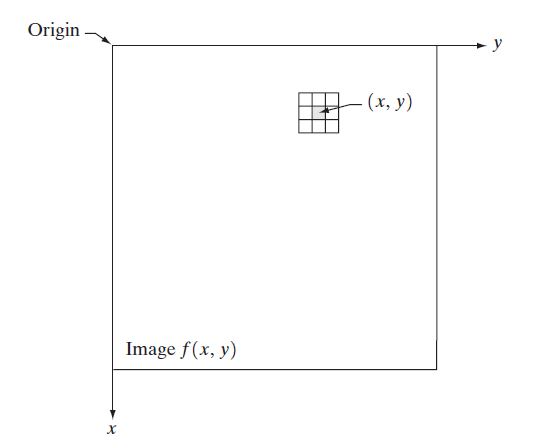 Origin
y
(x, y)
Image f(x, y)
x